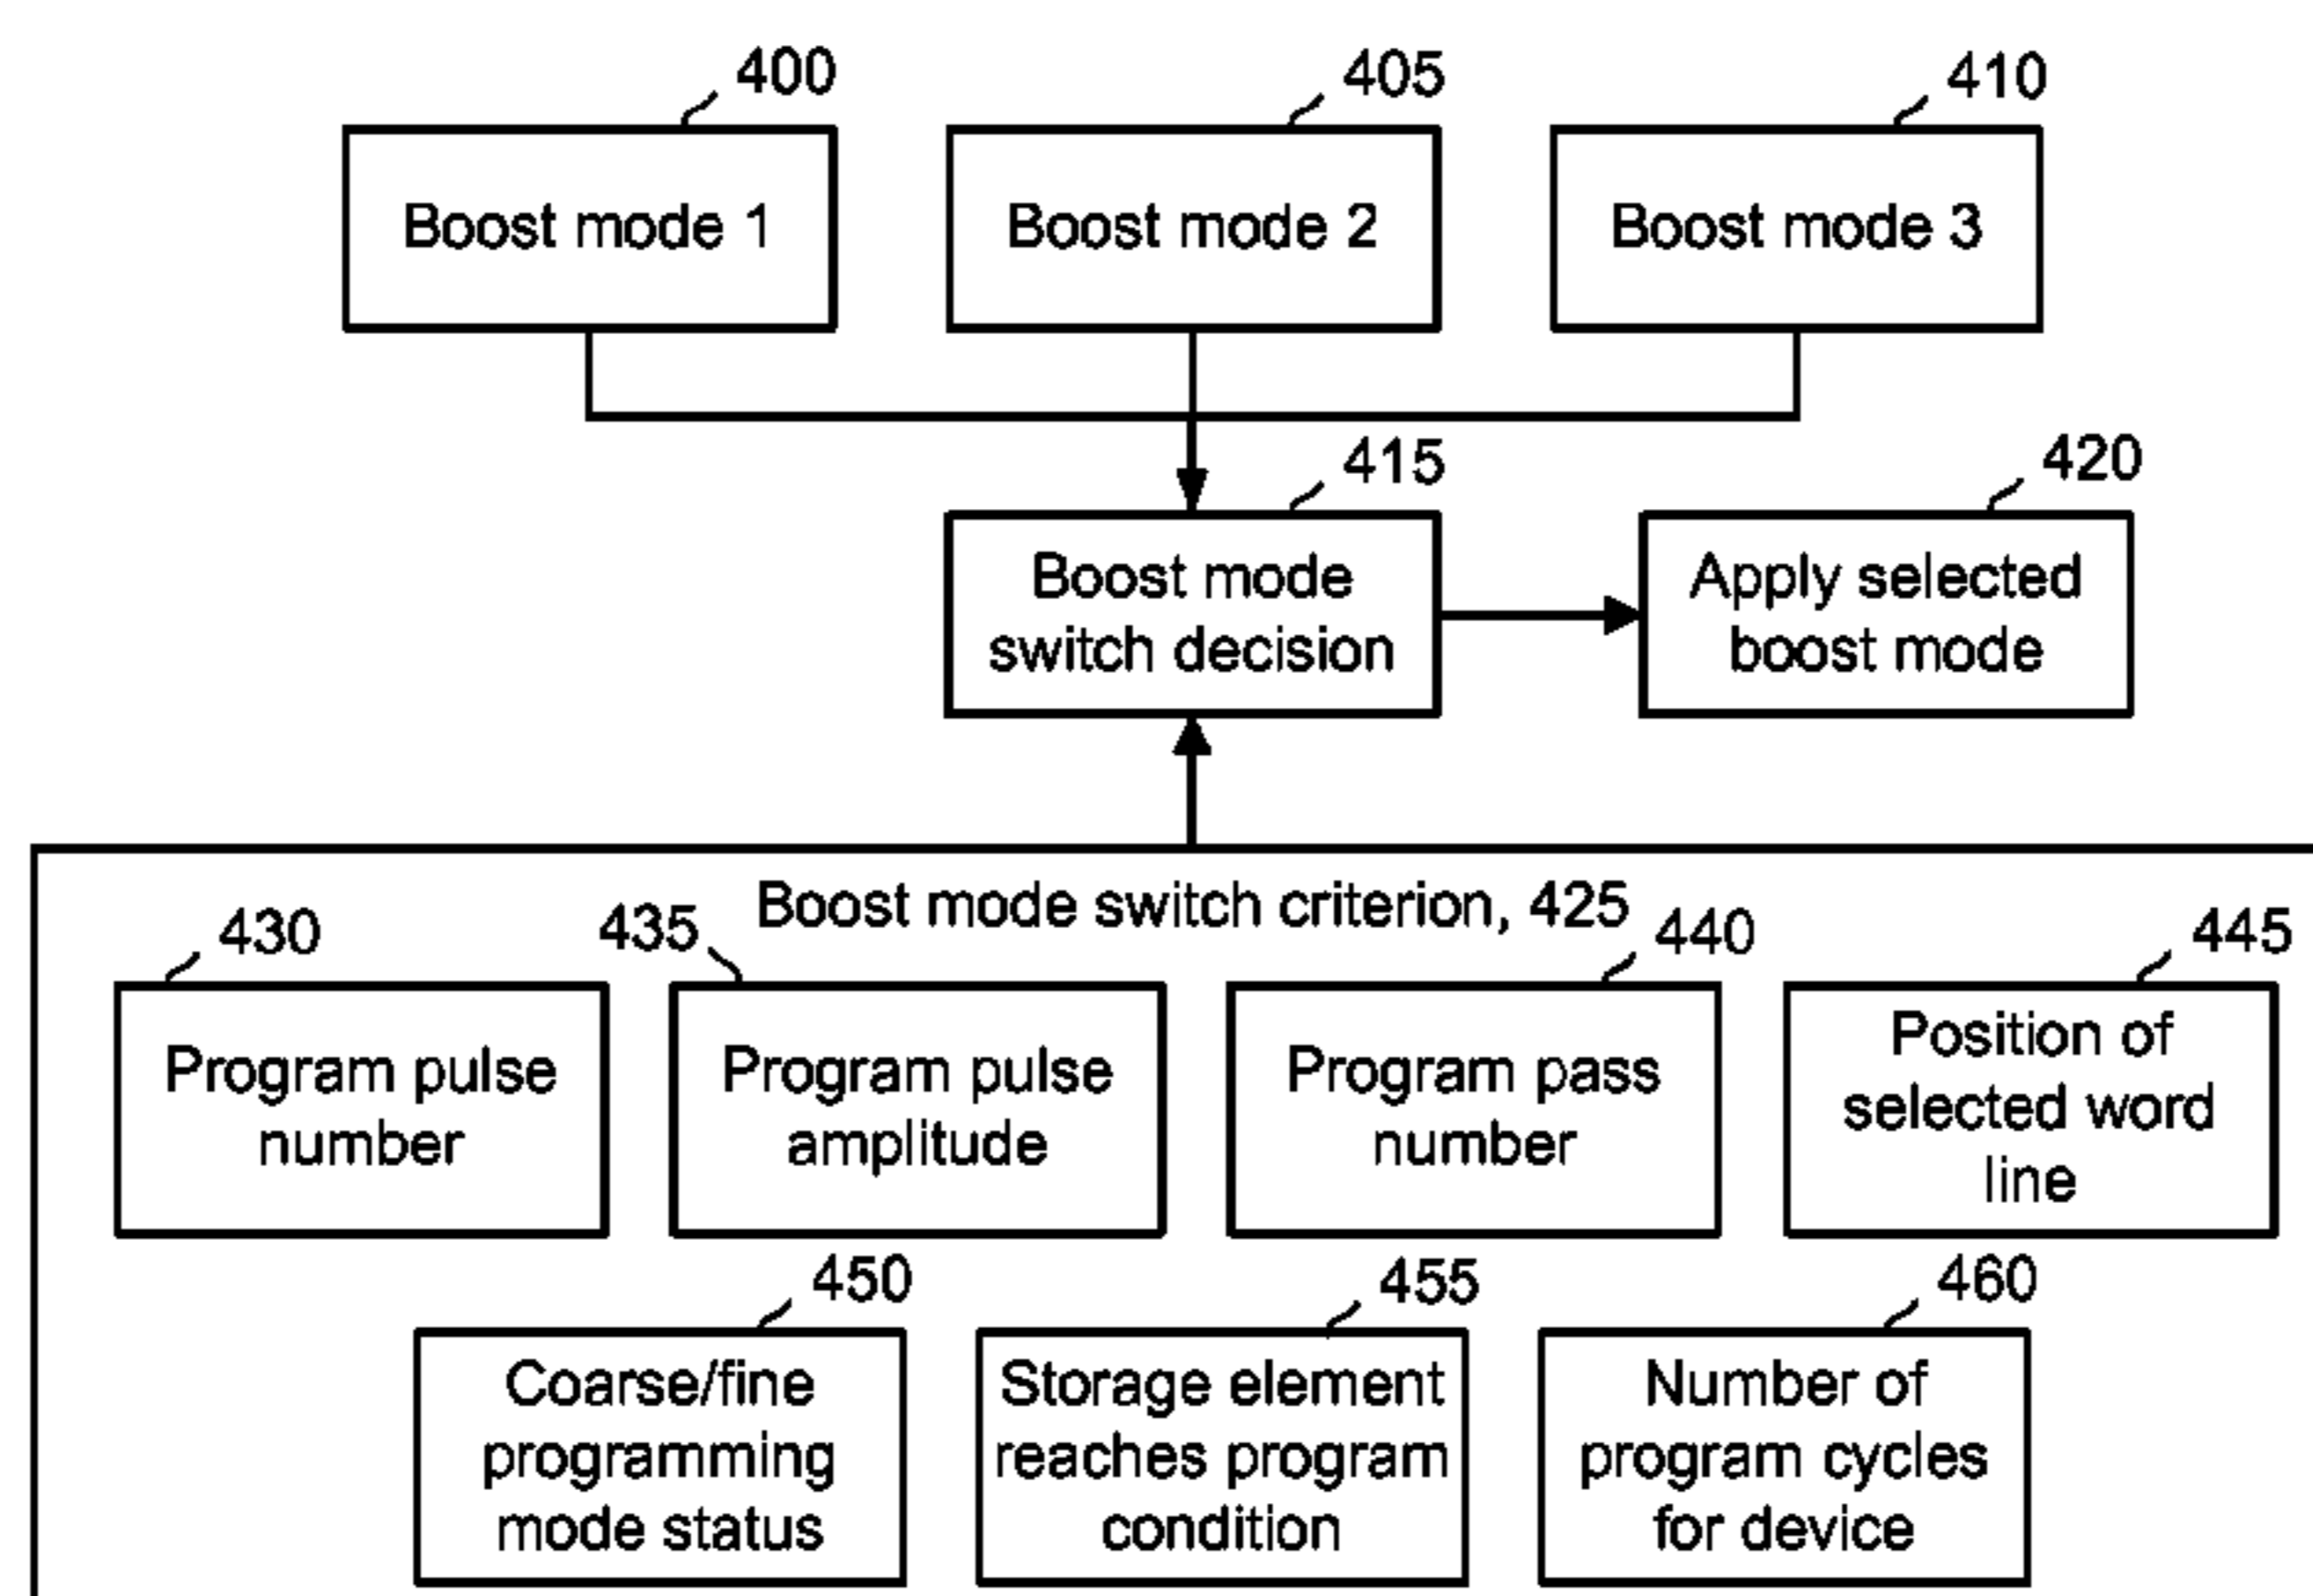 400
405
410
Boost mode 1
Boost mode 2
Boost mode 3
415
420
Boost mode
switch decision
Apply selected
boost mode
Boost mode switch criterion, 425
430
435
440
445
Program pulse
number
Program pulse
amplitude
Program pass
number
Position of
selected word
line
450
455
460
Coarse/fine
programming
mode status
Storage element
reaches program
condition
Number of
program cycles
for device